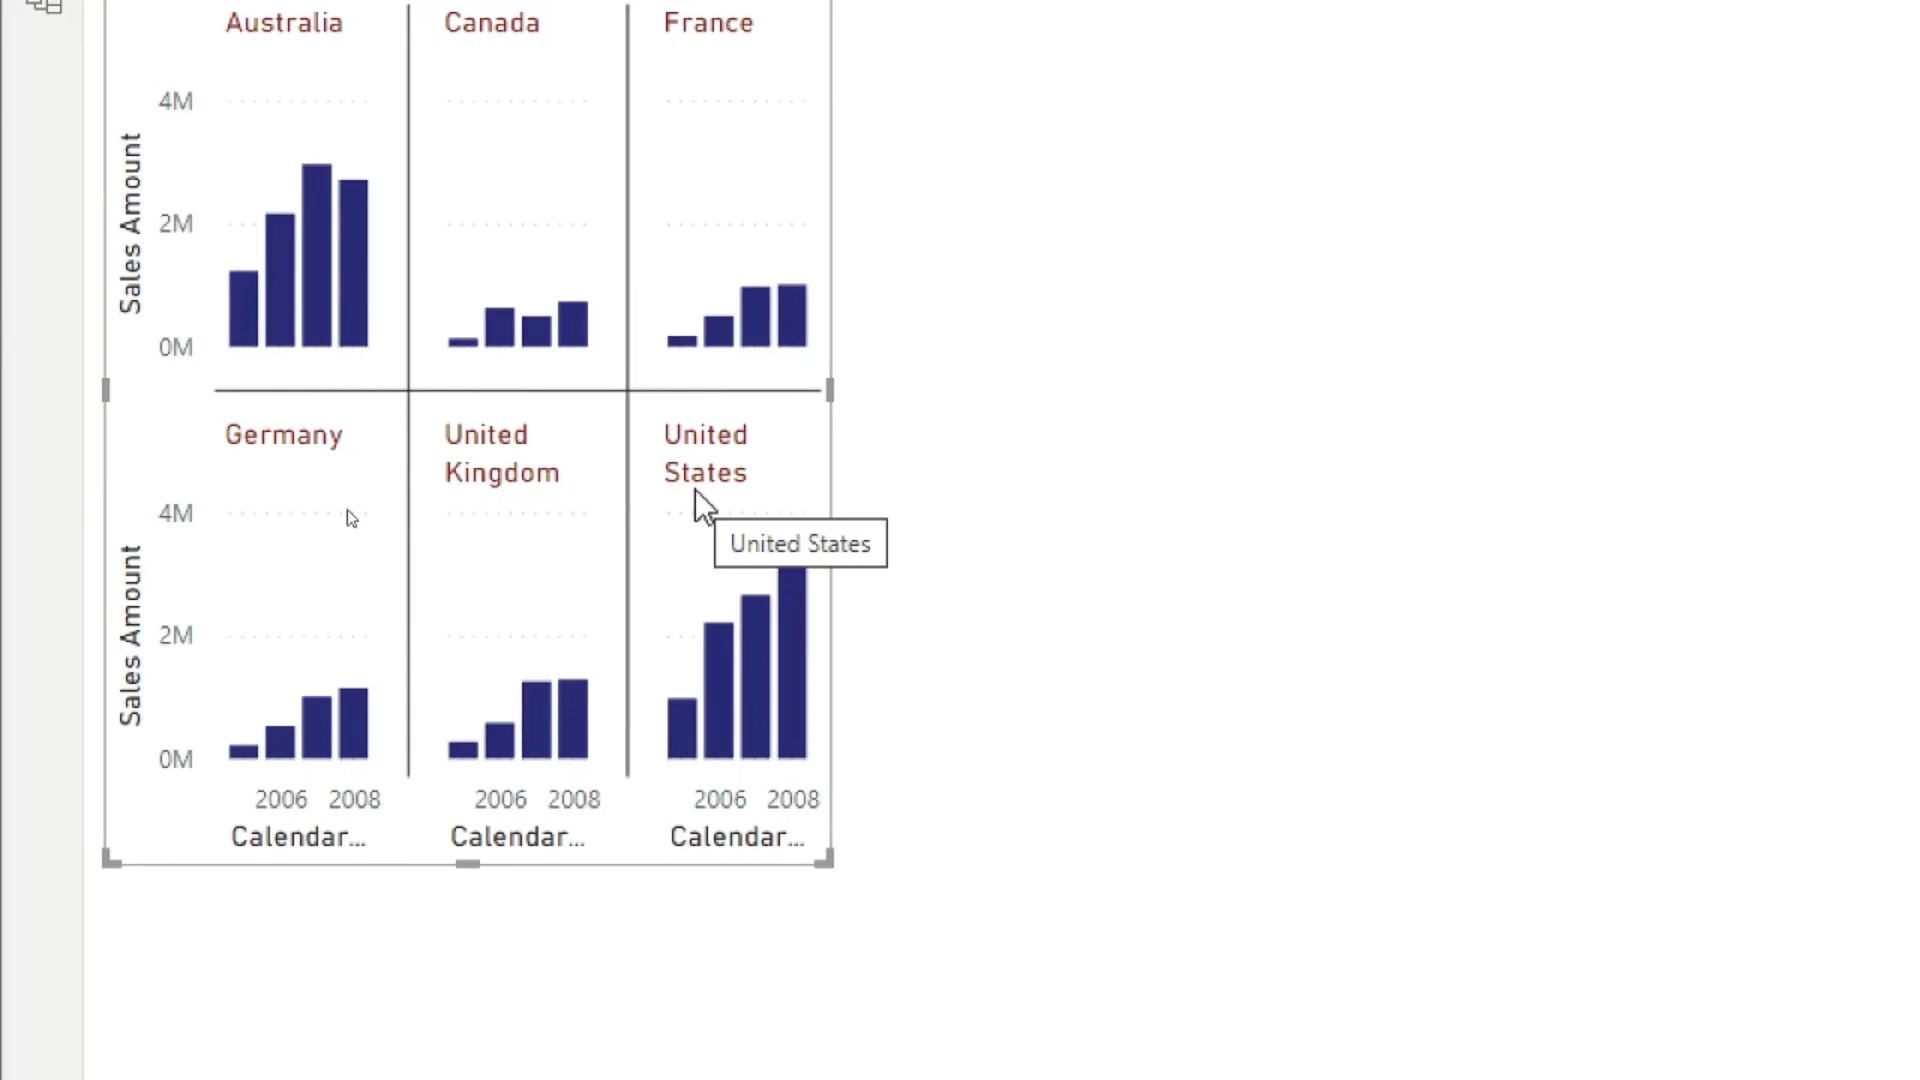 Australia
Canada
France
4M
2M
0M
Sales Amount
Germany
United
Kingdom
United
States
4M
2M
0M
Sales Amount
United States
2006 2008
2006 2008
2006 2008
Calendar...
Calendar...
Calendar...